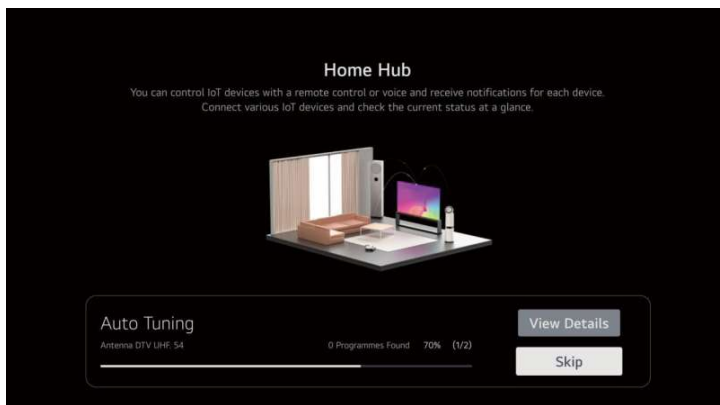 Home Hub
You can control IoT devices with a remote control or voice and receive notifications for each device.
Connect various IoT devices and check the current status at a glance.
Auto Tuning
View Details
Antenna DTV UHF. 54
0 Programmes Found 70% (1/2)
Skip